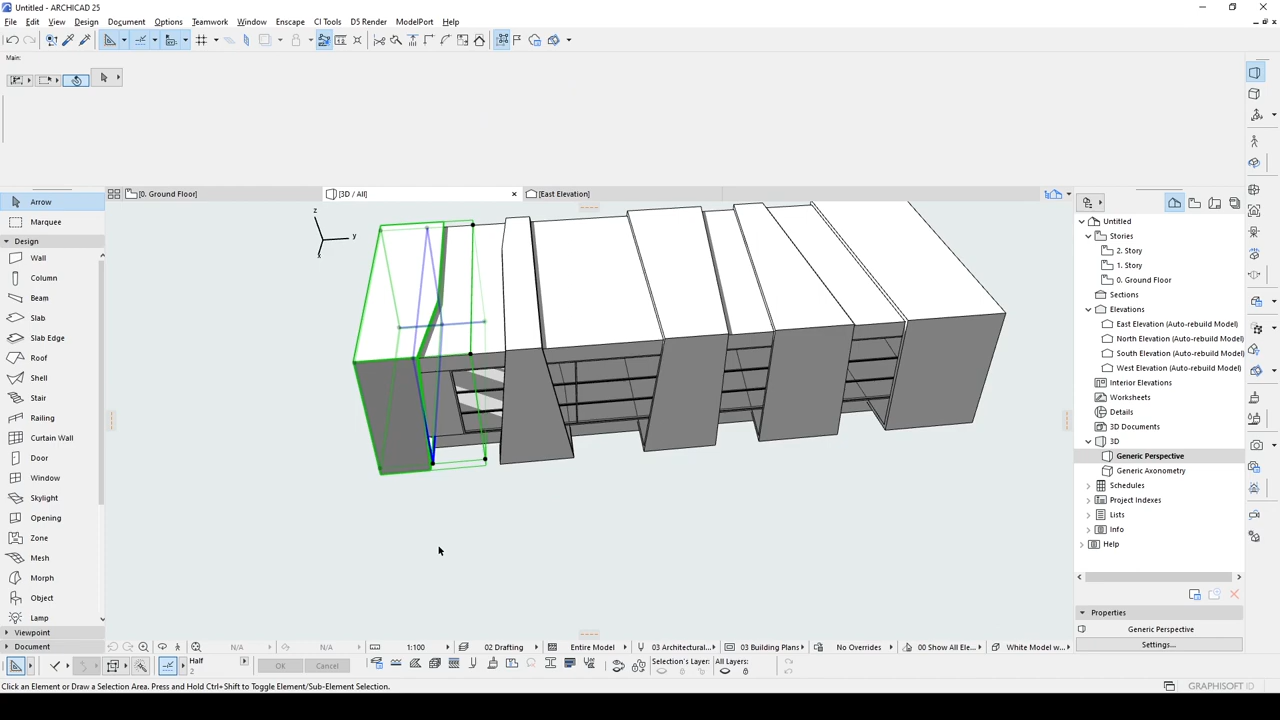 Untitled - ARCHICAD 25
File Edit View Design Document Options Teamwork Window Enscape CI Tools D5 Render ModelPort Help
Main:
[0. Ground Floor] [3D / All] [East Elevation]
Arrow
Marquee
Design
Wall
Column
Beam
Slab
Slab Edge
Roof
Shell
Stair
Railing
Curtain Wall
Door
Window
Skylight
Opening
Zone
Mesh
Morph
Object
Lamp
Viewpoint
Document
z
y
x
Untitled
Stories
2. Story
1. Story
0. Ground Floor
Sections
Elevations
East Elevation (Auto-rebuild Model)
North Elevation (Auto-rebuild Model)
South Elevation (Auto-rebuild Model)
West Elevation (Auto-rebuild Model)
Interior Elevations
Worksheets
Details
3D Documents
3D
Generic Perspective
Generic Axonometry
Schedules
Project Indexes
Lists
Info
Help
Properties
Generic Perspective
Settings...
N/A N/A 1:100 02 Drafting Entire Model 03 Architectural... 03 Building Plans No Overrides 00 Show All Ele... White Model w...
Half
2
OK Cancel
Selection's Layer: All Layers:
Click an Element or Draw a Selection Area. Press and Hold Ctrl+Shift to Toggle Element/Sub-Element Selection.
GRAPHISOFT ID